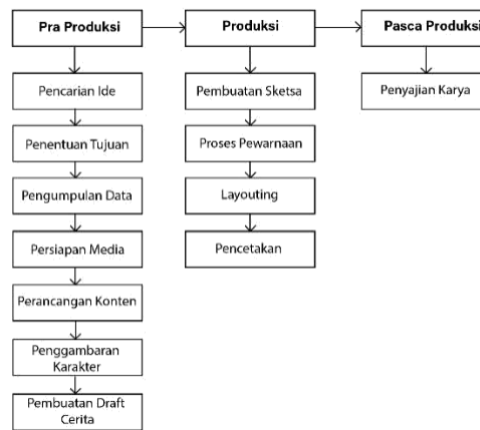 Pra Produksi
Produksi
Pasca Produksi
Pencarian Ide
Penentuan Tujuan
Pengumpulan Data
Persiapan Media
Perancangan Konten
Penggambaran
Karakter
Pembuatan Draft
Cerita
Pembuatan Sketsa
Proses Pewarnaan
Layouting
Pencetakan
Penyajian Karya